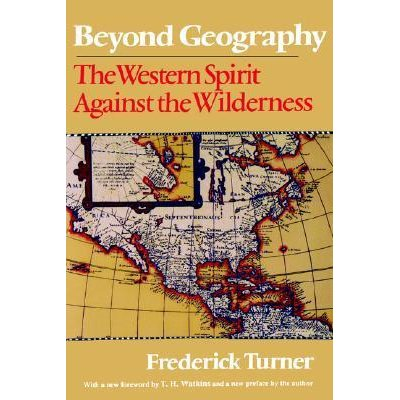 Beyond Geography
The Western Spirit
Against the Wilderness
AME
SEPTENTRIONALIS
Frederick Turner
With a new foreword by T. H. Watkins and a new preface by the author